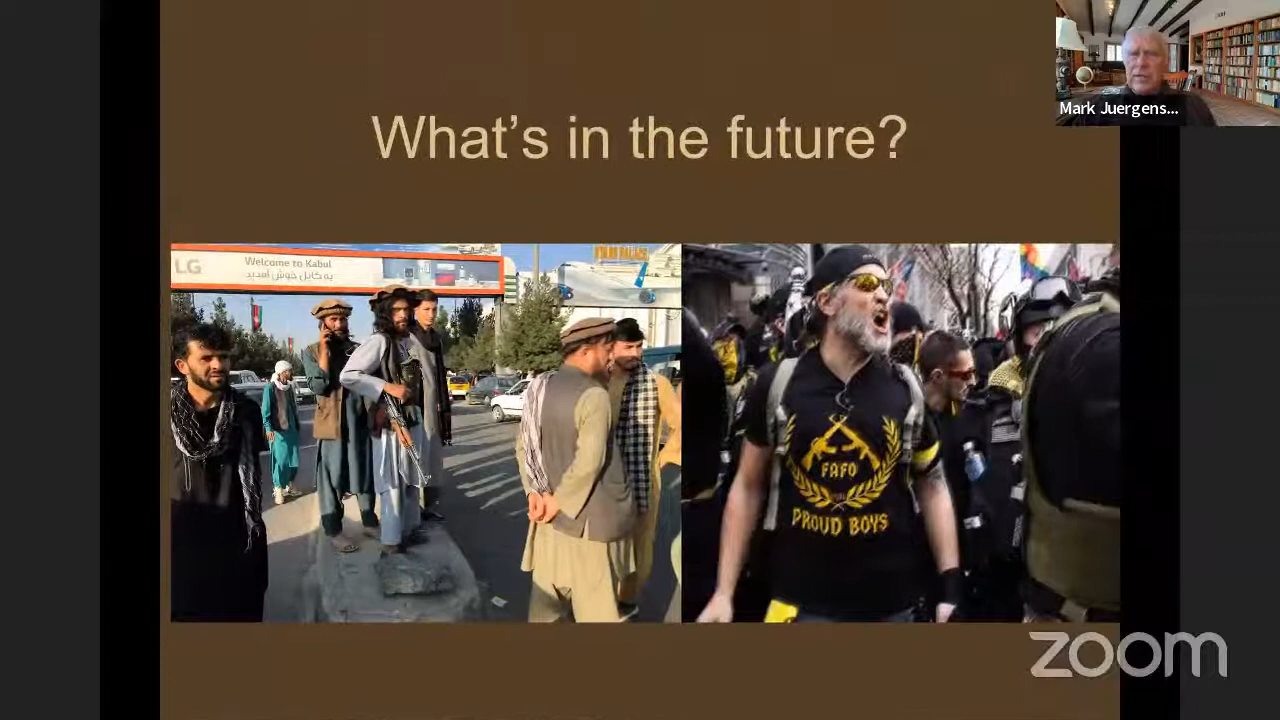 What's in the future?
Mark Juergens...
LG
Welcome to Kabul
به کابل خوش آمدید
FAFO
PROUD BOYS
zoom